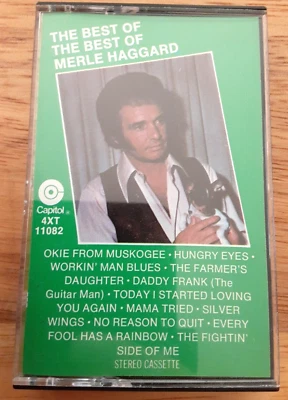 THE BEST OF
THE BEST OF
MERLE HAGGARD
Capitol®
4XT
11082
OKIE FROM MUSKOGEE • HUNGRY EYES •
WORKIN' MAN BLUES • THE FARMER'S
DAUGHTER • DADDY FRANK (The
Guitar Man) • TODAY I STARTED LOVING
YOU AGAIN • MAMA TRIED • SILVER
WINGS • NO REASON TO QUIT • EVERY
FOOL HAS A RAINBOW • THE FIGHTIN'
SIDE OF ME
STEREO CASSETTE